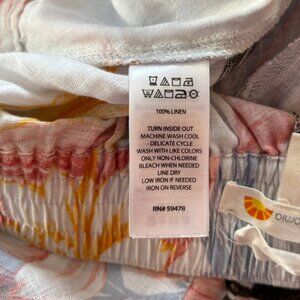 100% LINEN
TURN INSIDE OUT
MACHINE WASH COOL
- DELICATE CYCLE
WASH WITH LIKE COLORS
ONLY NON-CHLORINE
BLEACH WHEN NEEDED
LINE DRY
LOW IRON IF NEEDED
IRON ON REVERSE
RN# 59478